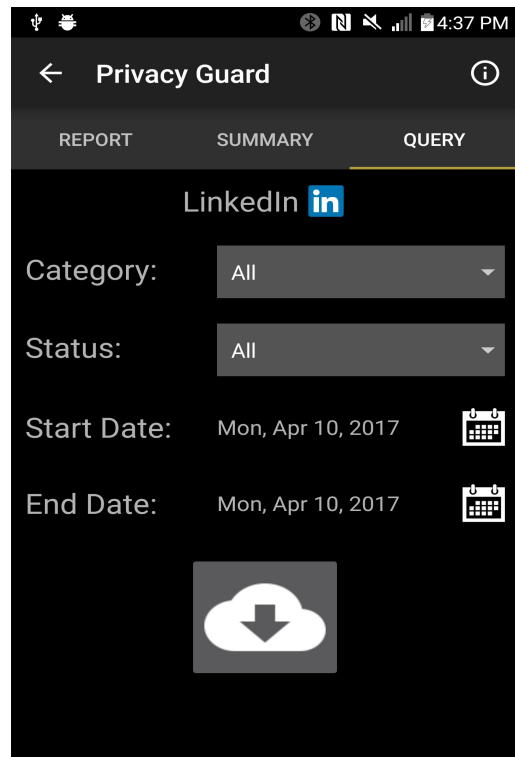 4:37 PM
Privacy Guard
REPORT SUMMARY QUERY
LinkedIn in
Category: All
Status: All
Start Date: Mon, Apr 10, 2017
End Date: Mon, Apr 10, 2017